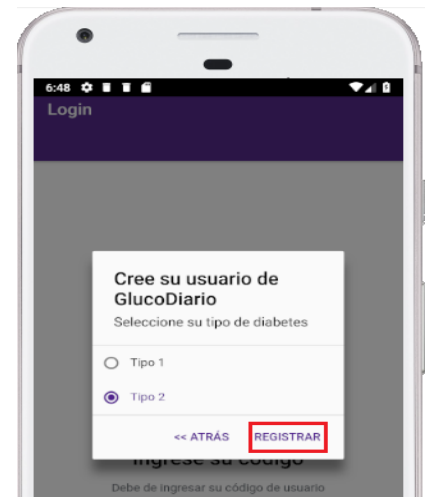 6:48
Login
Cree su usuario de
GlucoDiario
Seleccione su tipo de diabetes
Tipo 1
Tipo 2
<< ATRÁS REGISTRAR
Ingrese su código
Debe de ingresar su código de usuario